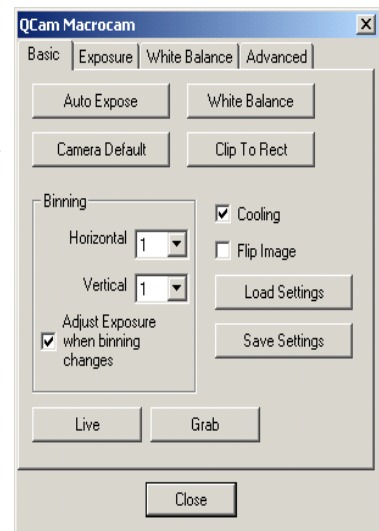 QCam Macrocam
Basic Exposure White Balance Advanced
Auto Expose White Balance
Camera Default Clip To Rect
Binning
Horizontal 1
Vertical 1
Adjust Exposure
when binning
changes
Cooling
Flip Image
Load Settings
Save Settings
Live Grab
Close